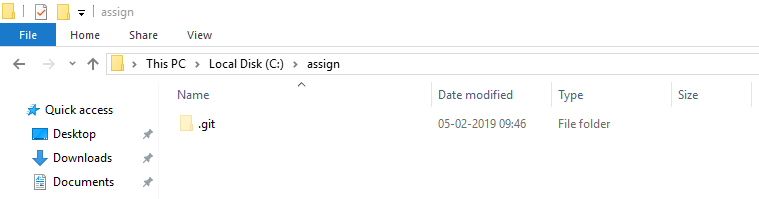 assign
File Home Share View
This PC Local Disk (C:) assign
Name Date modified Type Size
Quick access
.git 05-02-2019 09:46 File folder
Desktop
Downloads
Documents